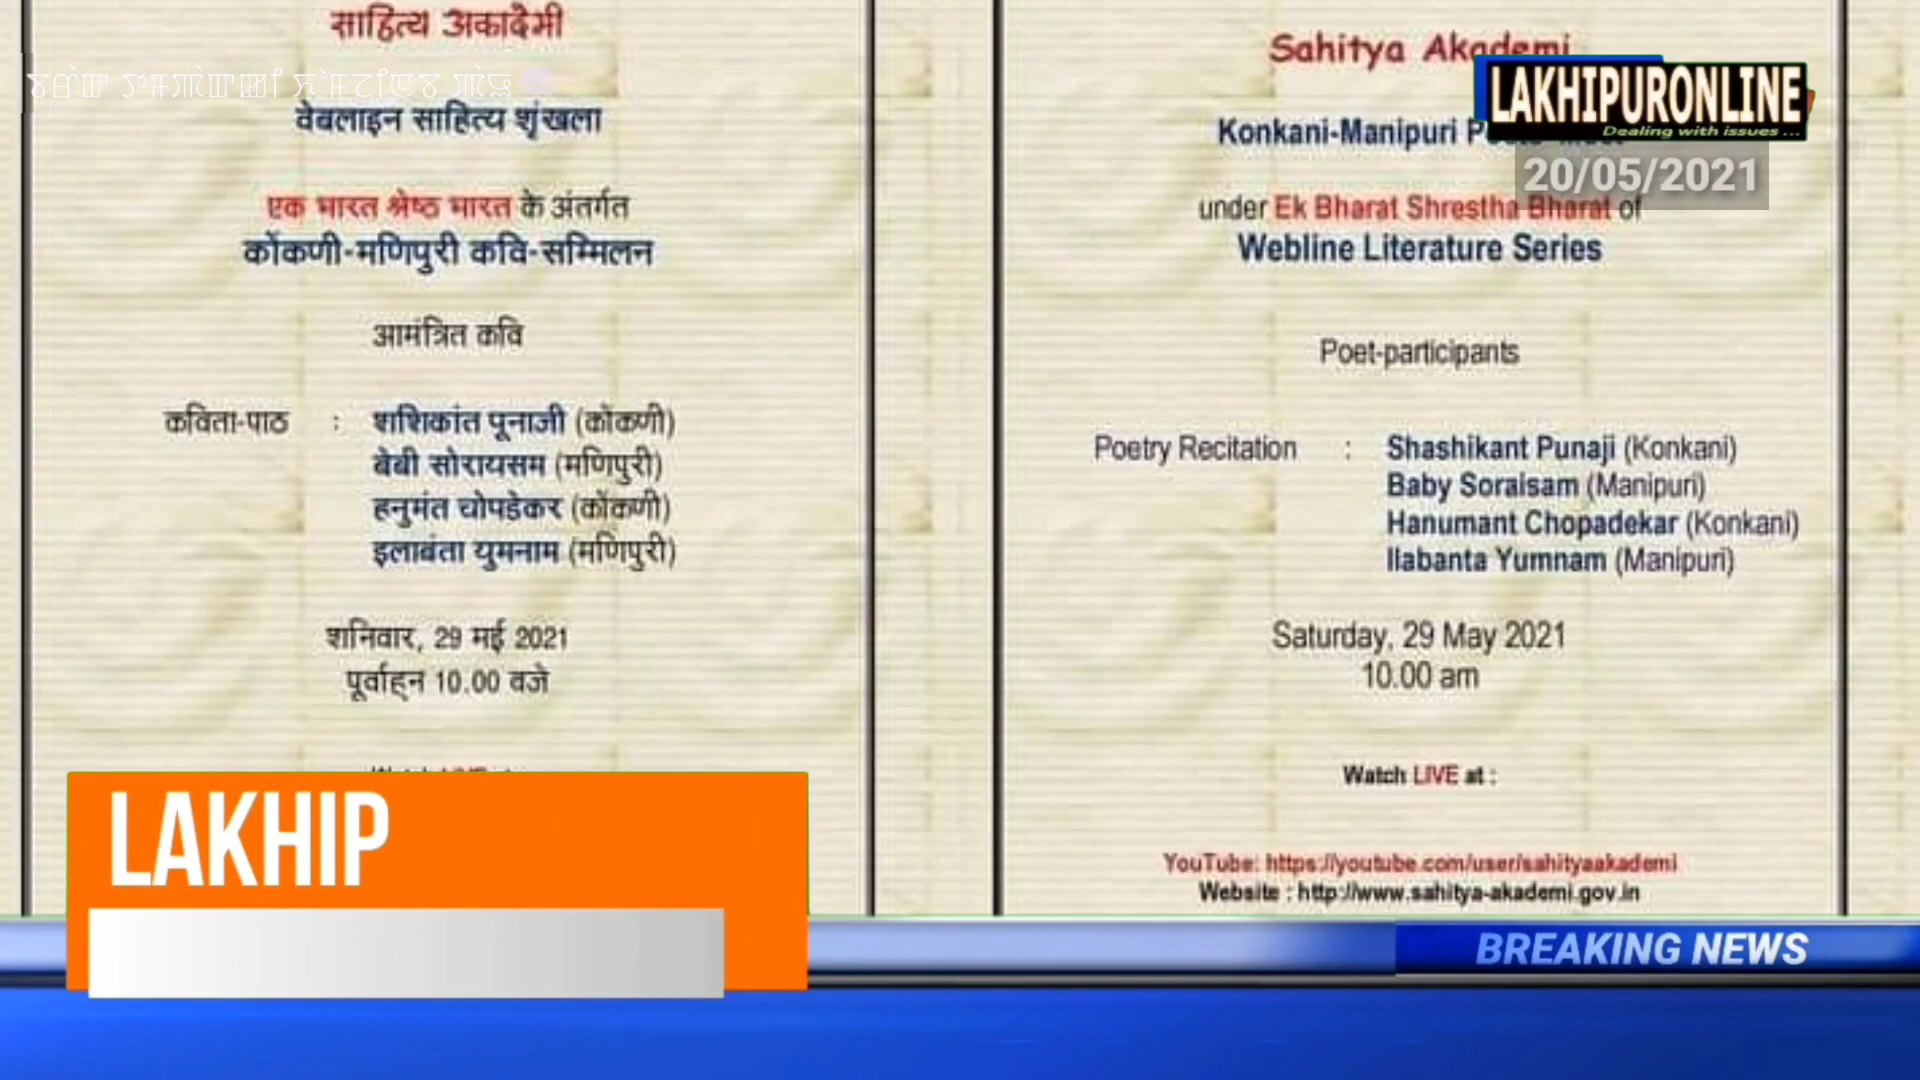 साहित्य अकादेमी
वेबलाइन साहित्य शृंखला
एक भारत श्रेष्ठ भारत के अंतर्गत
कोंकणी-मणिपुरी कवि-सम्मिलन
आमंत्रित कवि
कविता-पाठ : शशिकांत पूनाजी (कोंकणी)
बेबी सोरायसम (मणिपुरी)
हनुमंत चोपडेकर (कोंकणी)
इलाबंता युमनाम (मणिपुरी)
शनिवार, 29 मई 2021
पूर्वाह्न 10.00 बजे
Sahitya Akademi
Konkani-Manipuri
under Ek Bharat Shrestha Bharat of
Webline Literature Series
Poet-participants
Poetry Recitation : Shashikant Punaji (Konkani)
Baby Soraisam (Manipuri)
Hanumant Chopadekar (Konkani)
Ilabanta Yumnam (Manipuri)
Saturday, 29 May 2021
10.00 am
Watch LIVE at :
YouTube: https://youtube.com/user/sahityaakademi
Website : http://www.sahitya-akademi.gov.in
LAKHIPURONLINE
Dealing with issues ...
20/05/2021
LAKHIP
BREAKING NEWS